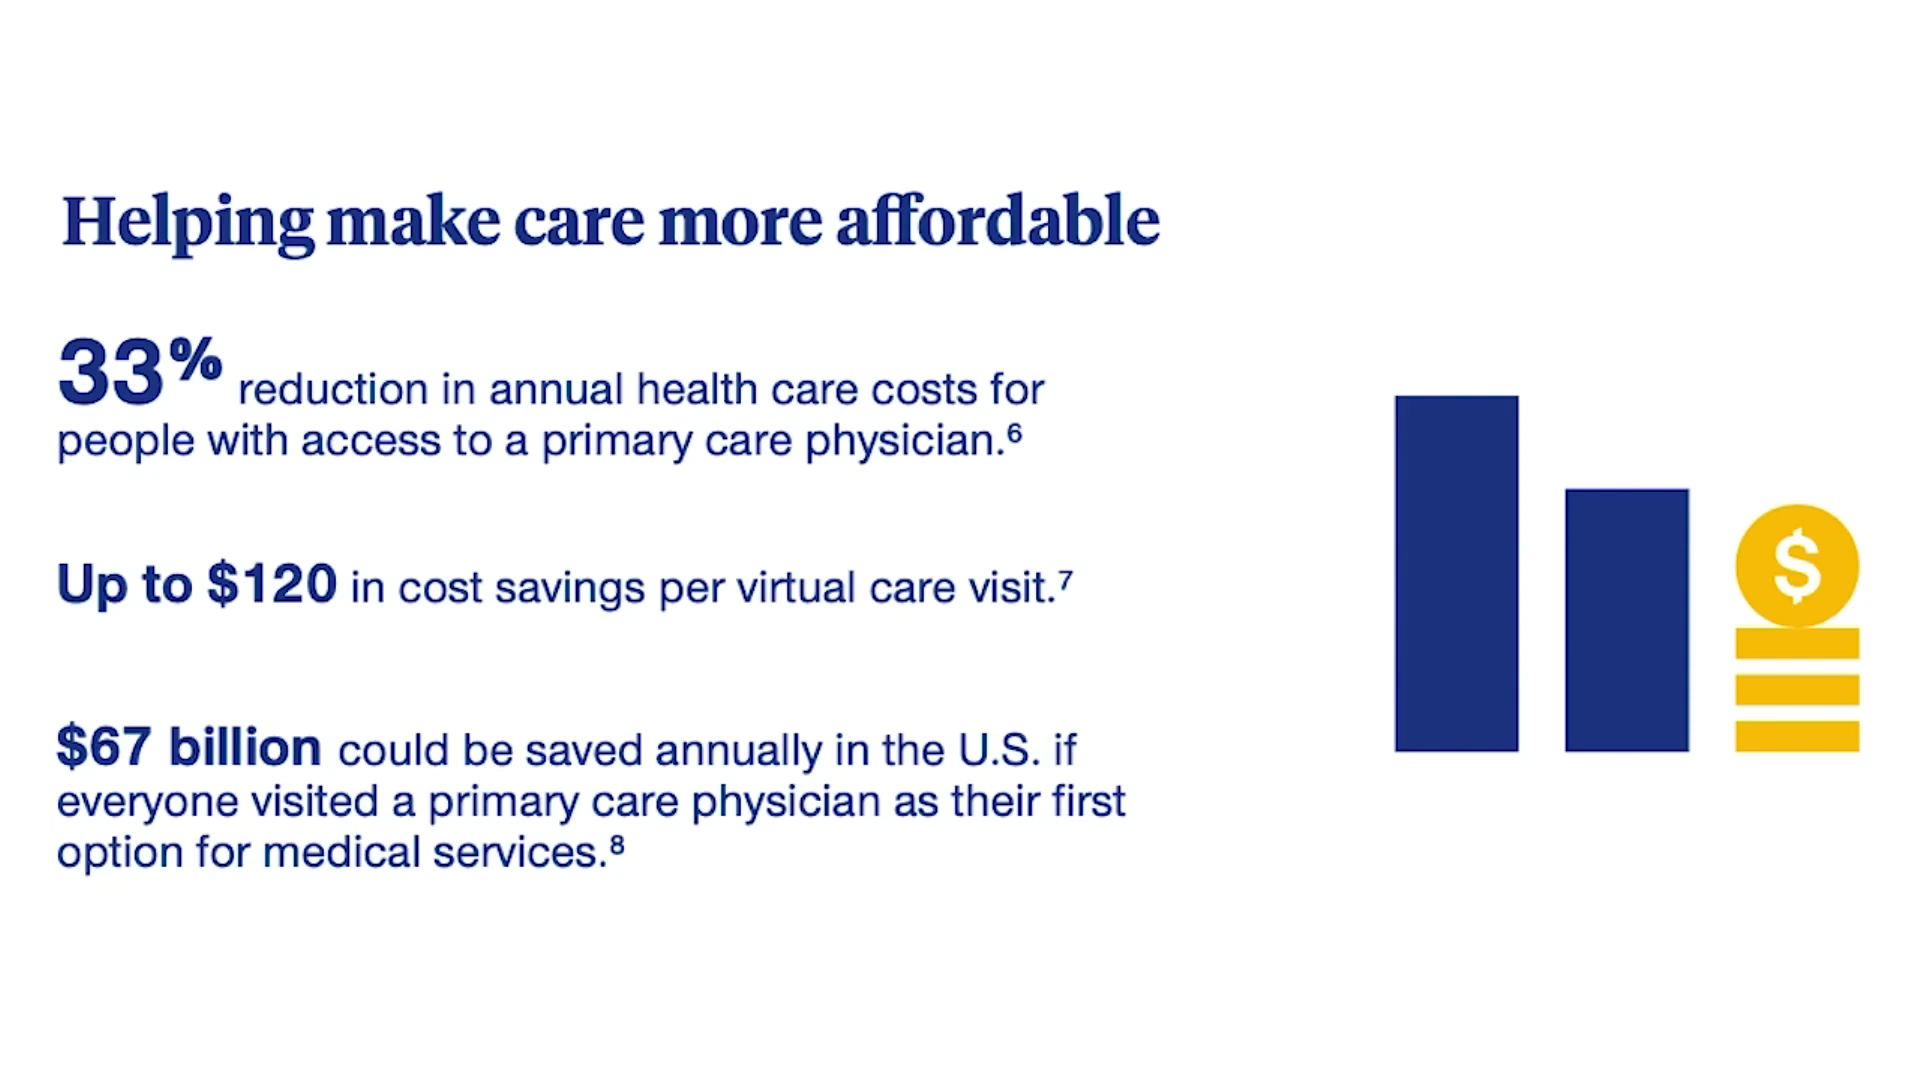 Helping make care more affordable
33% reduction in annual health care costs for
people with access to a primary care physician.⁶
Up to $120 in cost savings per virtual care visit.⁷
$67 billion could be saved annually in the U.S. if
everyone visited a primary care physician as their first
option for medical services.⁸
$